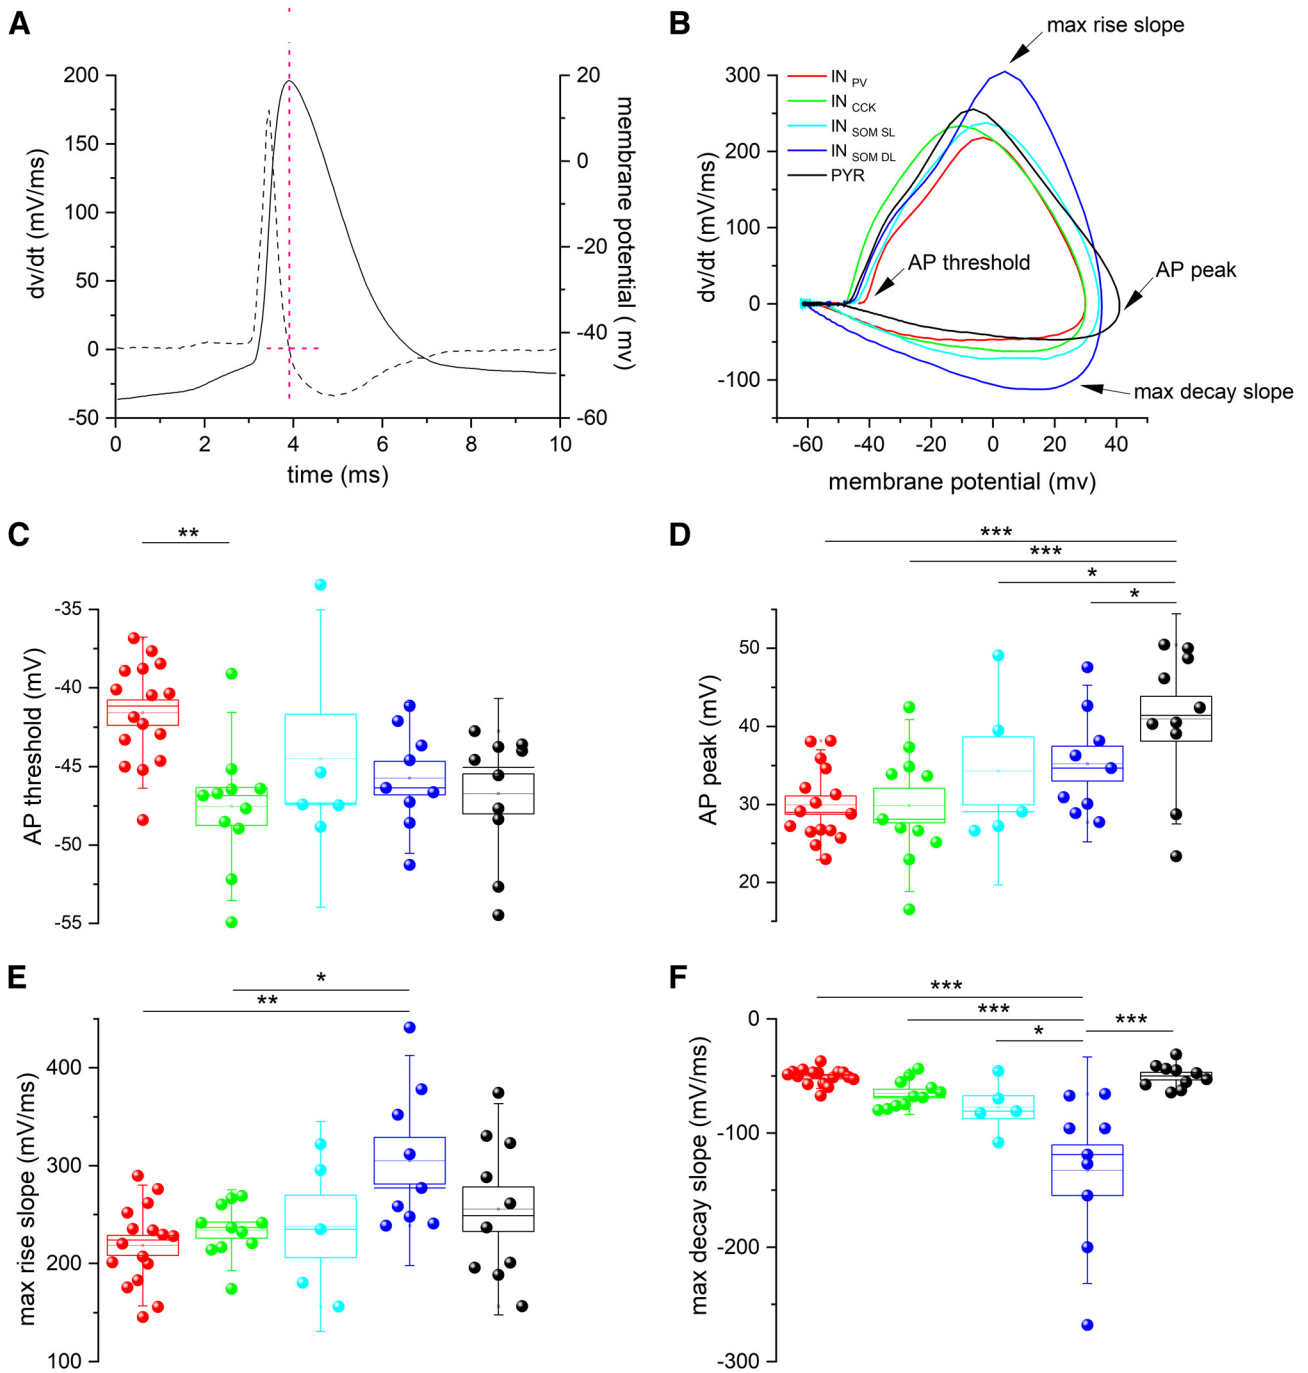 A
200
150
100
50
0
-50
dv/dt (mV/ms)
20
0
-20
-40
-60
membrane potential ( mv)
0 2 4 6 8 10
time (ms)
B
max rise slope
300
200
100
0
-100
dv/dt (mV/ms)
IN PV
IN CCK
IN SOM SL
IN SOM DL
PYR
AP threshold
AP peak
max decay slope
-60 -40 -20 0 20 40
membrane potential (mv)
C
**
-35
-40
-45
-50
-55
AP threshold (mV)
D
***
***
*
*
50
40
30
20
AP peak (mV)
E
*
**
400
300
200
100
max rise slope (mV/ms)
F
***
***
***
*
0
-100
-200
-300
max decay slope (mV/ms)